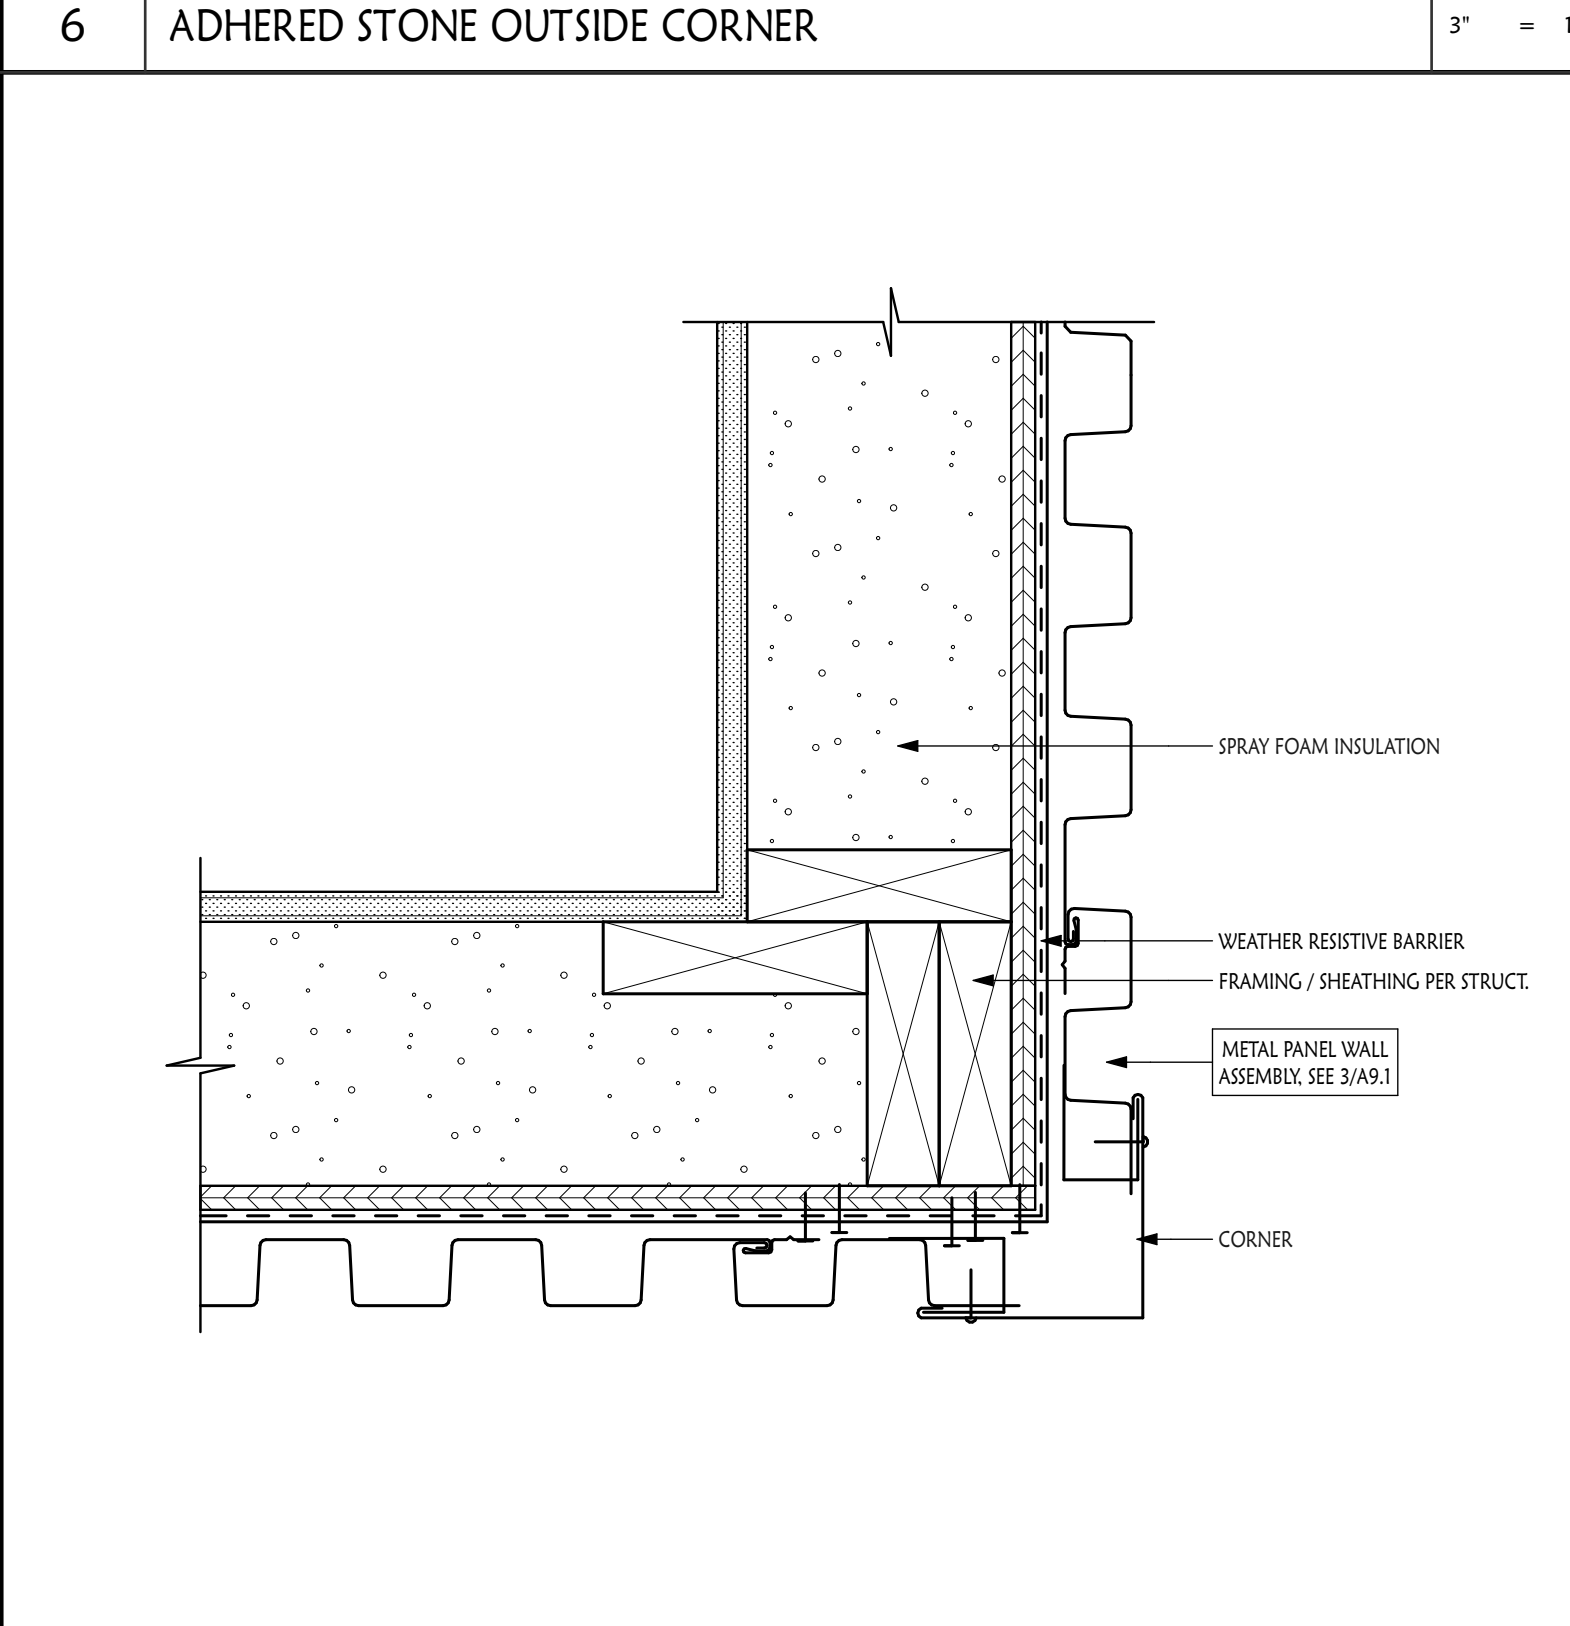 6 ADHERED STONE OUTSIDE CORNER 3" =
SPRAY FOAM INSULATION
WEATHER RESISTIVE BARRIER
FRAMING / SHEATHING PER STRUCT.
METAL PANEL WALL
ASSEMBLY, SEE 3/A9.1
CORNER